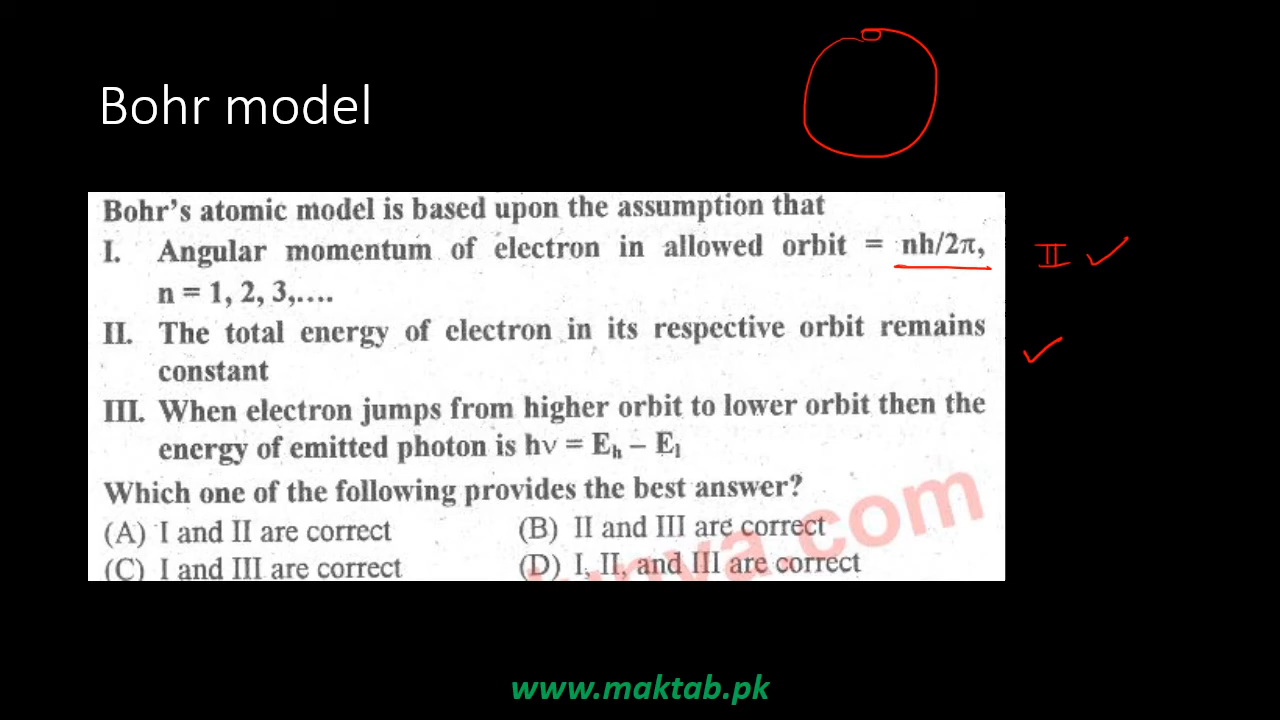 Bohr model
Bohr's atomic model is based upon the assumption that
I. Angular momentum of electron in allowed orbit = nh/2π,
n = 1, 2, 3,....
II ✓
II. The total energy of electron in its respective orbit remains
constant
✓
III. When electron jumps from higher orbit to lower orbit then the
energy of emitted photon is hν = Eₕ – Eₗ
Which one of the following provides the best answer?
(A) I and II are correct (B) II and III are correct
(C) I and III are correct (D) I, II, and III are correct
www.maktab.pk